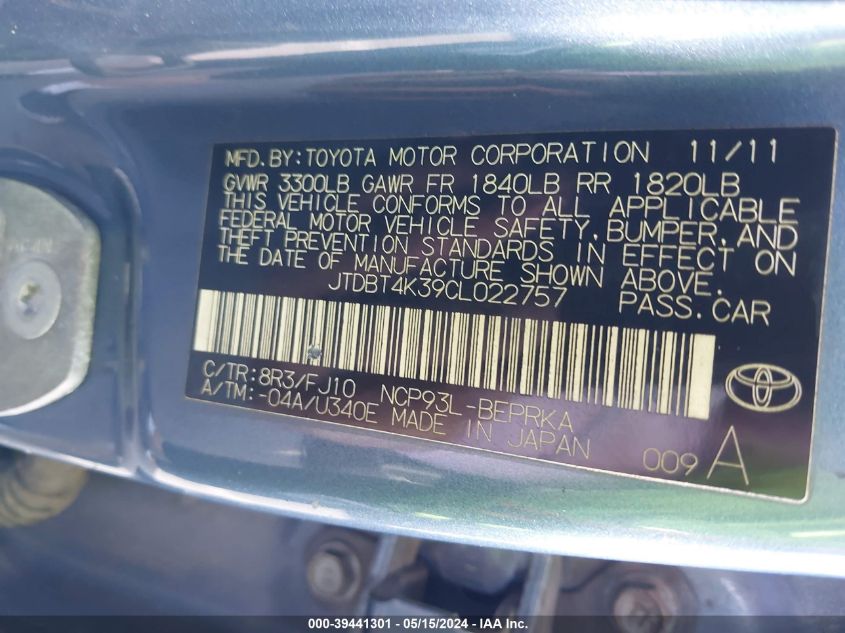 MFD. BY: TOYOTA MOTOR CORPORATION 11/11
GVWR 3300LB GAWR FR 1840LB RR 1820LB
THIS VEHICLE CONFORMS TO ALL APPLICABLE
FEDERAL MOTOR VEHICLE SAFETY, BUMPER, AND
THEFT PREVENTION STANDARDS IN EFFECT ON
THE DATE OF MANUFACTURE SHOWN ABOVE.
JTDBT4K39CL022757 PASS. CAR
C/TR: 8R3/FJ10 NCP93L-BEPRKA
A/TM: -04A/U340E MADE IN JAPAN
009 A
000-39441301 - 05/15/2024 - IAA Inc.